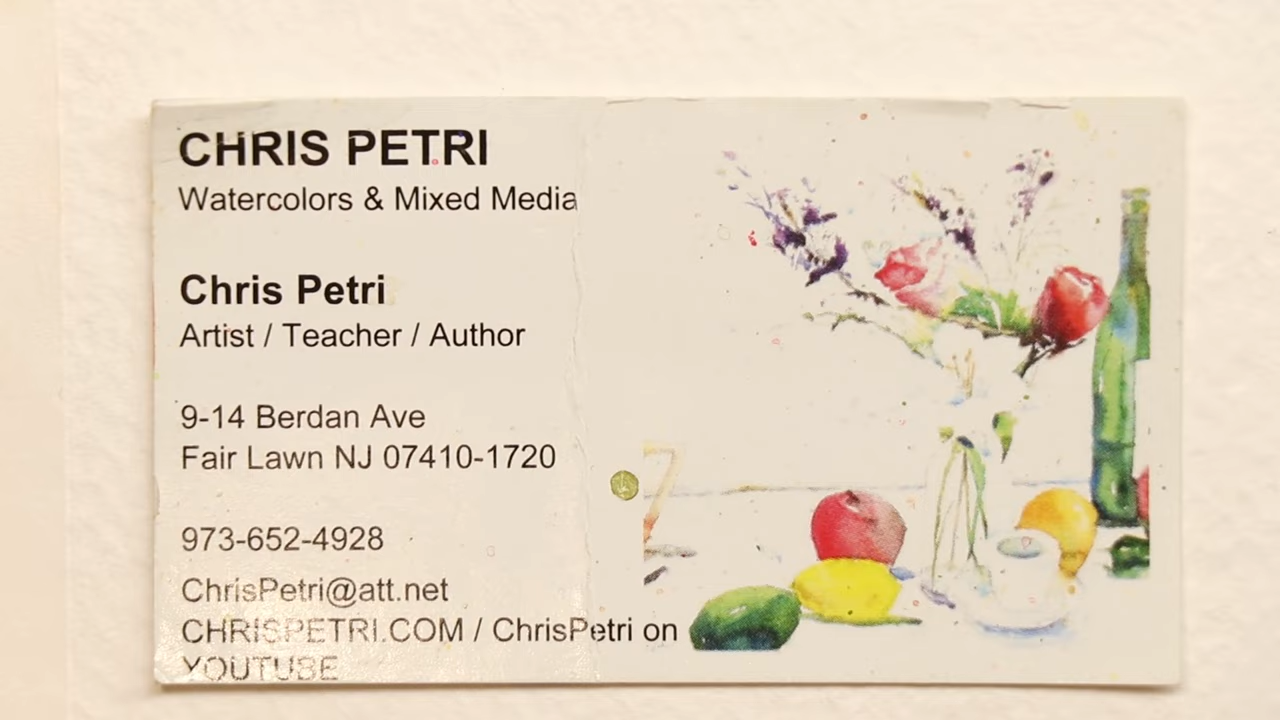 CHRIS PETRI
Watercolors & Mixed Media
Chris Petri
Artist / Teacher / Author
9-14 Berdan Ave
Fair Lawn NJ 07410-1720
973-652-4928
ChrisPetri@att.net
CHRISPETRI.COM / ChrisPetri on
YOUTUBE